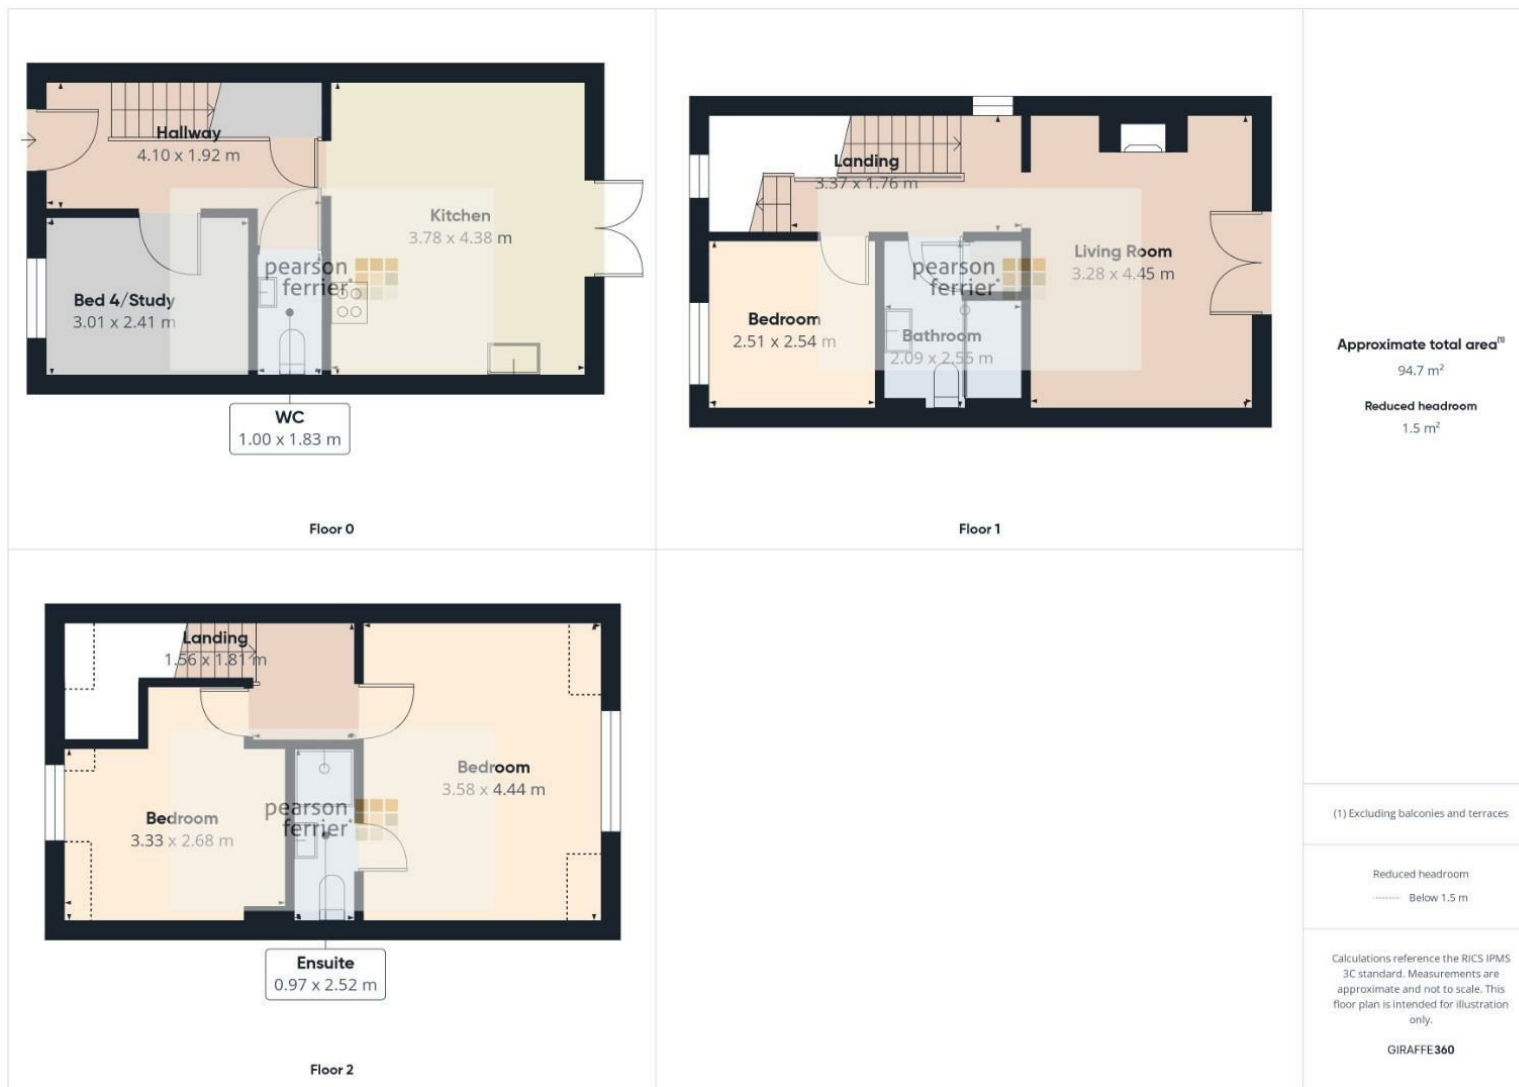 Hallway
4.10 x 1.92 m
Kitchen
3.78 x 4.38 m
Bed 4/Study
3.01 x 2.41 m
pearson
ferrier
WC
1.00 x 1.83 m
Floor 0
Landing
3.37 x 1.76 m
Living Room
3.28 x 4.45 m
pearson
ferrier
Bedroom
2.51 x 2.54 m
Bathroom
2.09 x 2.55 m
Floor 1
Landing
1.56 x 1.81 m
Bedroom
3.58 x 4.44 m
pearson
ferrier
Bedroom
3.33 x 2.68 m
Ensuite
0.97 x 2.52 m
Floor 2
Approximate total area(1)
94.7 m²
Reduced headroom
1.5 m²
(1) Excluding balconies and terraces
Reduced headroom
Below 1.5 m
Calculations reference the RICS IPMS
3C standard. Measurements are
approximate and not to scale. This
floor plan is intended for illustration
only.
GIRAFFE360